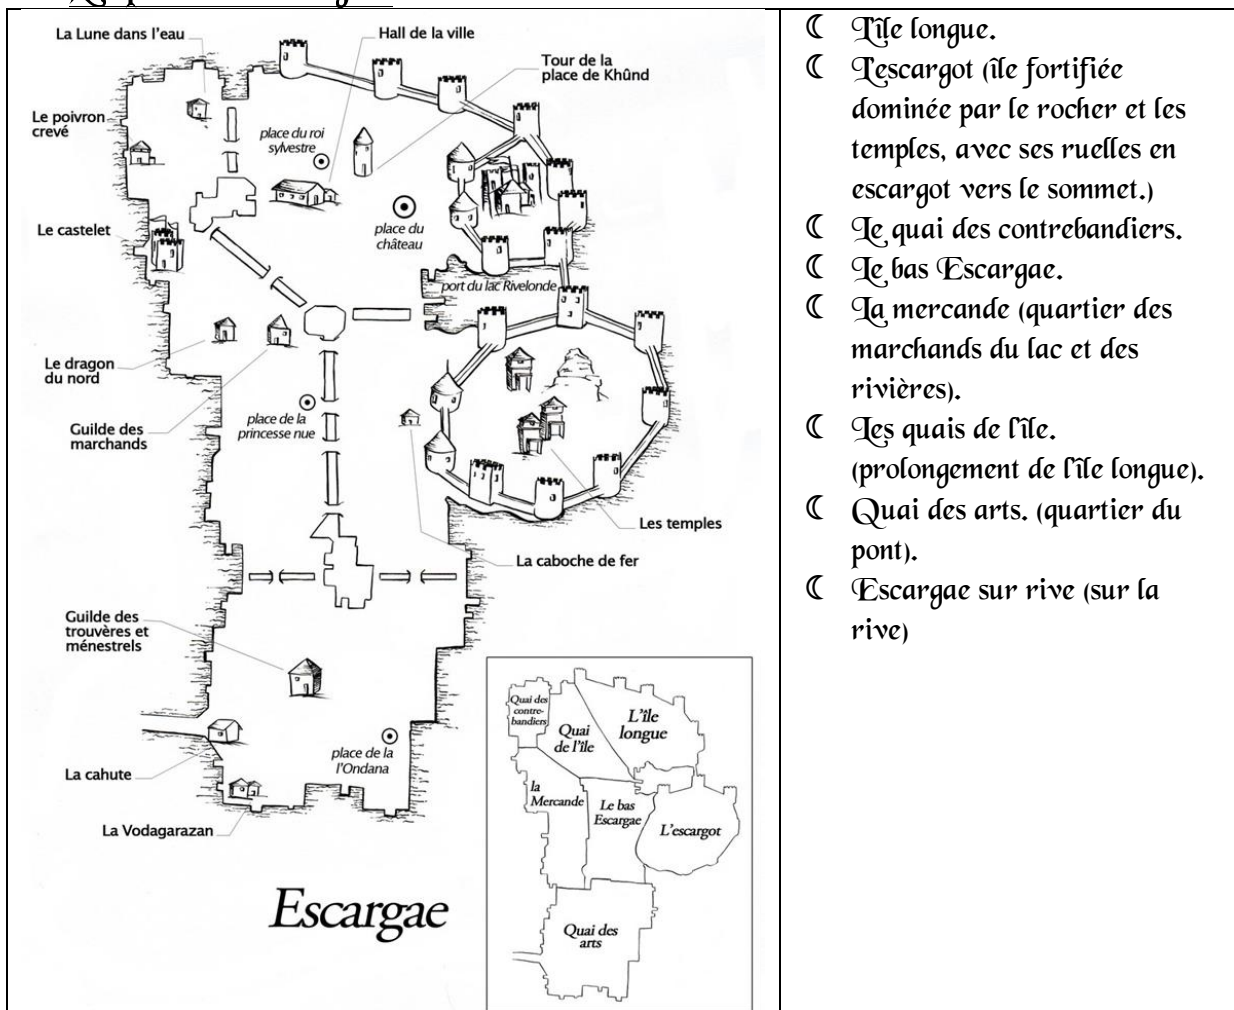 La Lune dans l'eau
Hall de la ville
Tour de la
place de Khûnd
Le poivron
crevé
place du roi
sylvestre
Le castelet
place du
château
port du lac Rivelonde
Le dragon
du nord
Guilde des
marchands
place de la
princesse nue
Les temples
La caboche de fer
Guilde des
trouvères et
ménestrels
place de la
l'Ondana
La cahute
La Vodagarazan
Escargae
Quai des
contre-
bandiers
Quai
de l'île
L'île
longue
la
Mercande
Le bas
Escargae
L'escargot
Quai des
arts
L'île longue.
L'escargot (île fortifiée
dominée par le rocher et les
temples, avec ses ruelles en
escargot vers le sommet.)
Le quai des contrebandiers.
Le bas Escargae.
La mercande (quartier des
marchands du lac et des
rivières).
Les quais de l'île.
(prolongement de l'île longue).
Quai des arts. (quartier du
pont).
Escargae sur rive (sur la
rive)